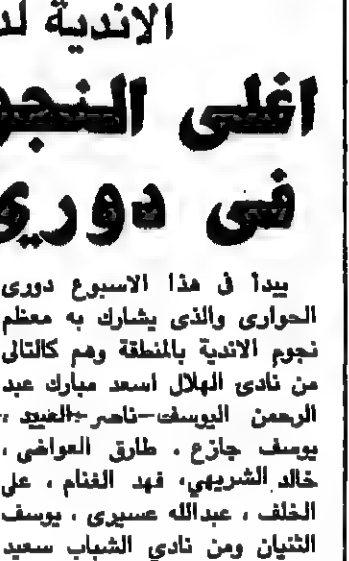 الاندية لد
اغلى النجو
فى دوري
يبدأ فى هذا الاسبوع دورى
الحوارى والذى يشارك به معظم
نجوم الاندية بالمنطقة وهم كالتالى
من نادى الهلال اسعد مبارك عبد
الرحمن اليوسف-ناصر العبيد ،
يوسف جازع ، طارق العواضى ،
خالد الشريهي، فهد الغنام ، على
الخلف ، عبدالله عسيرى ، يوسف
الثنيان ومن نادي الشباب سعيد